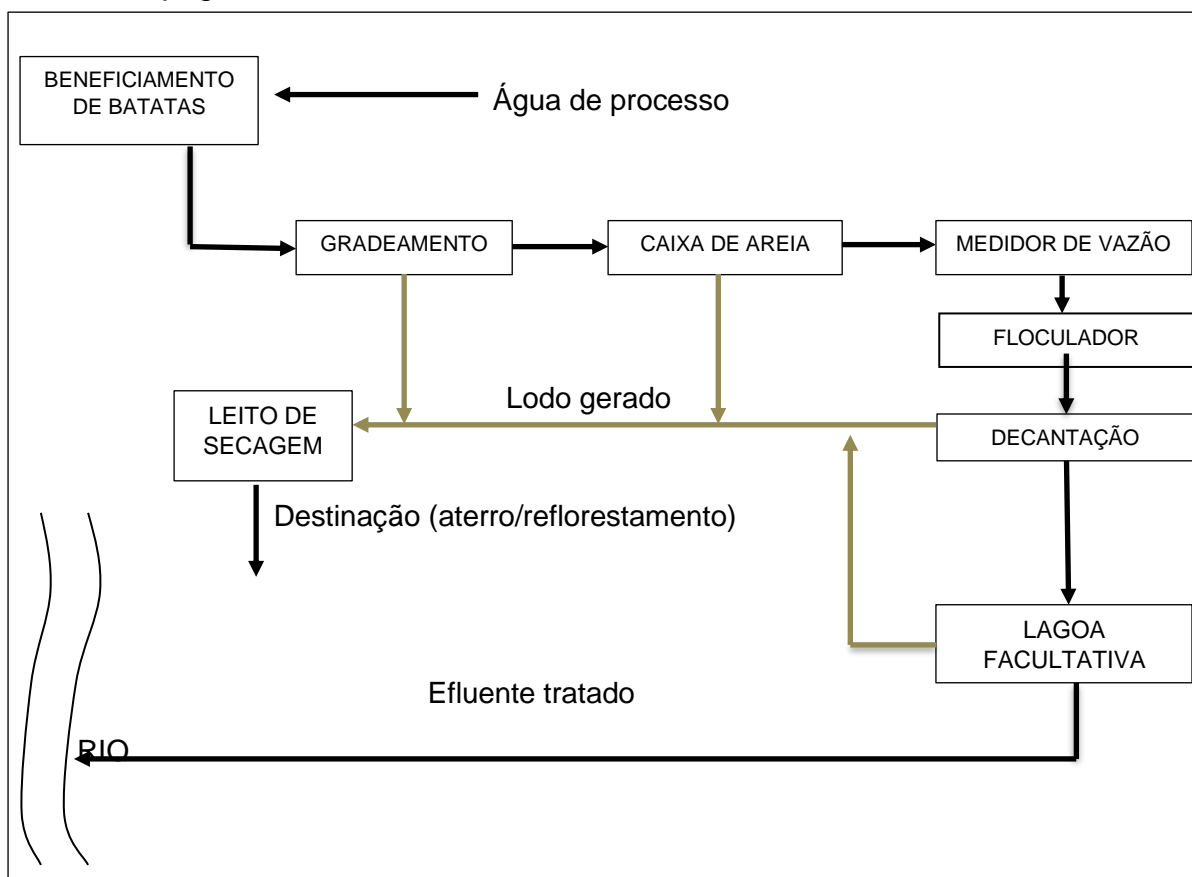 BENEFICIAMENTO
DE BATATAS
Água de processo
GRADEAMENTO
CAIXA DE AREIA
MEDIDOR DE VAZÃO
FLOCULADOR
Lodo gerado
LEITO DE
SECAGEM
DECANTAÇÃO
Destinação (aterro/reflorestamento)
LAGOA
FACULTATIVA
Efluente tratado
RIO